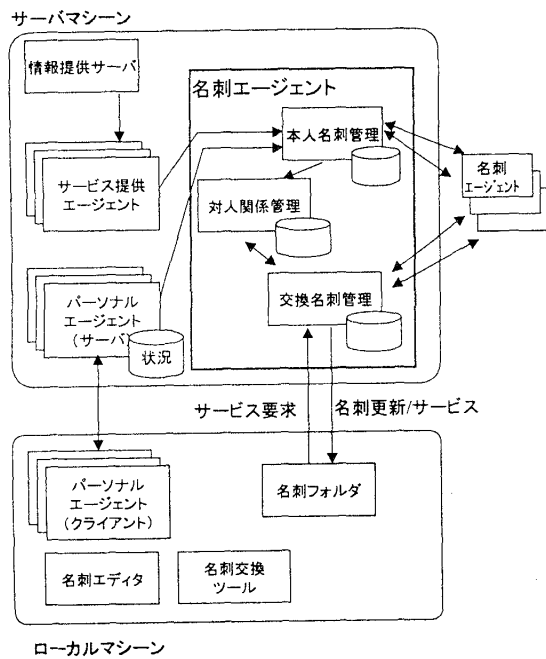 サーバマシーン
情報提供サーバ
名刺エージェント
本人名刺管理
サービス提供
エージェント
対人関係管理
名刺
エージェント
パーソナル
エージェント
(サーバ)
状況
交換名刺管理
サービス要求
名刺更新/サービス
パーソナル
エージェント
(クライアント)
名刺フォルダ
名刺エディタ
名刺交換
ツール
ローカルマシーン